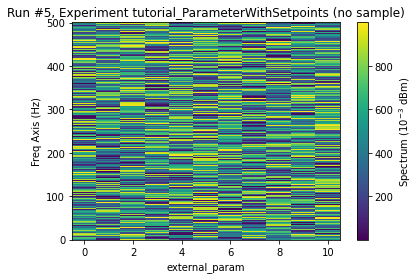 Run #5, Experiment tutorial_ParameterWithSetpoints (no sample)
500
400
300
200
100
0
Freq Axis (Hz)
0 2 4 6 8 10
external_param
800
600
400
200
Spectrum (10⁻³ dBm)